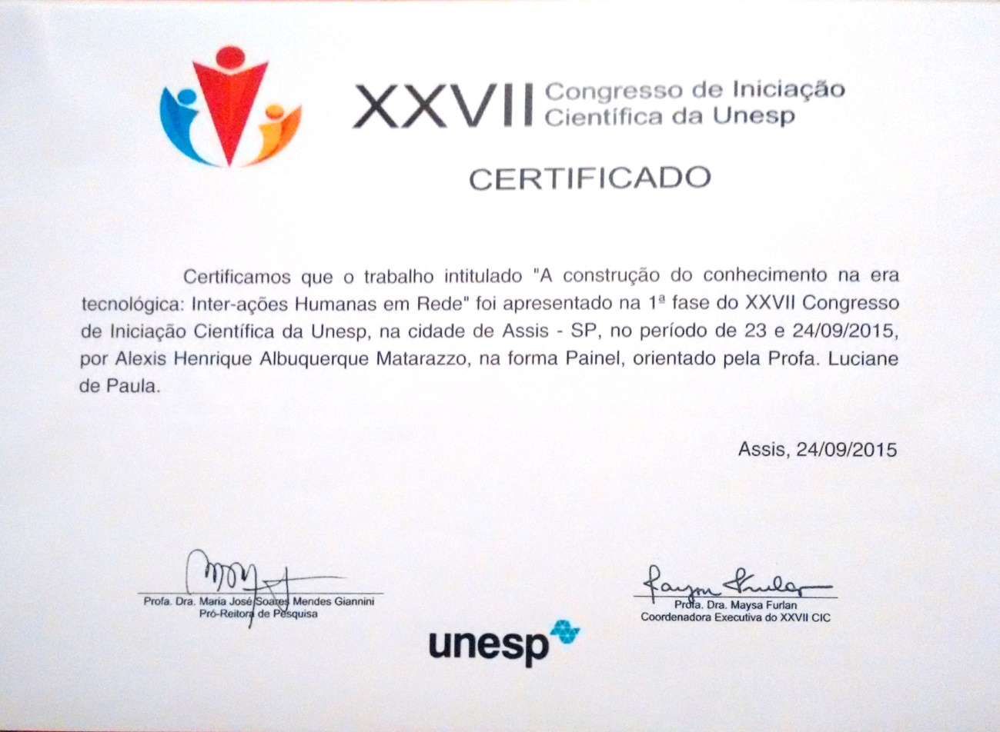 XXVII Congresso de Iniciação
Científica da Unesp
CERTIFICADO
Certificamos que o trabalho intitulado "A construção do conhecimento na era
tecnológica: Inter-ações Humanas em Rede" foi apresentado na 1ª fase do XXVII Congresso
de Iniciação Científica da Unesp, na cidade de Assis - SP, no período de 23 e 24/09/2015,
por Alexis Henrique Albuquerque Matarazzo, na forma Painel, orientado pela Profa. Luciane
de Paula.
Assis, 24/09/2015
Profa. Dra. Maria José Soares Mendes Giannini
Pró-Reitora de Pesquisa
Profa. Dra. Maysa Furlan
Coordenadora Executiva do XXVII CIC
unesp